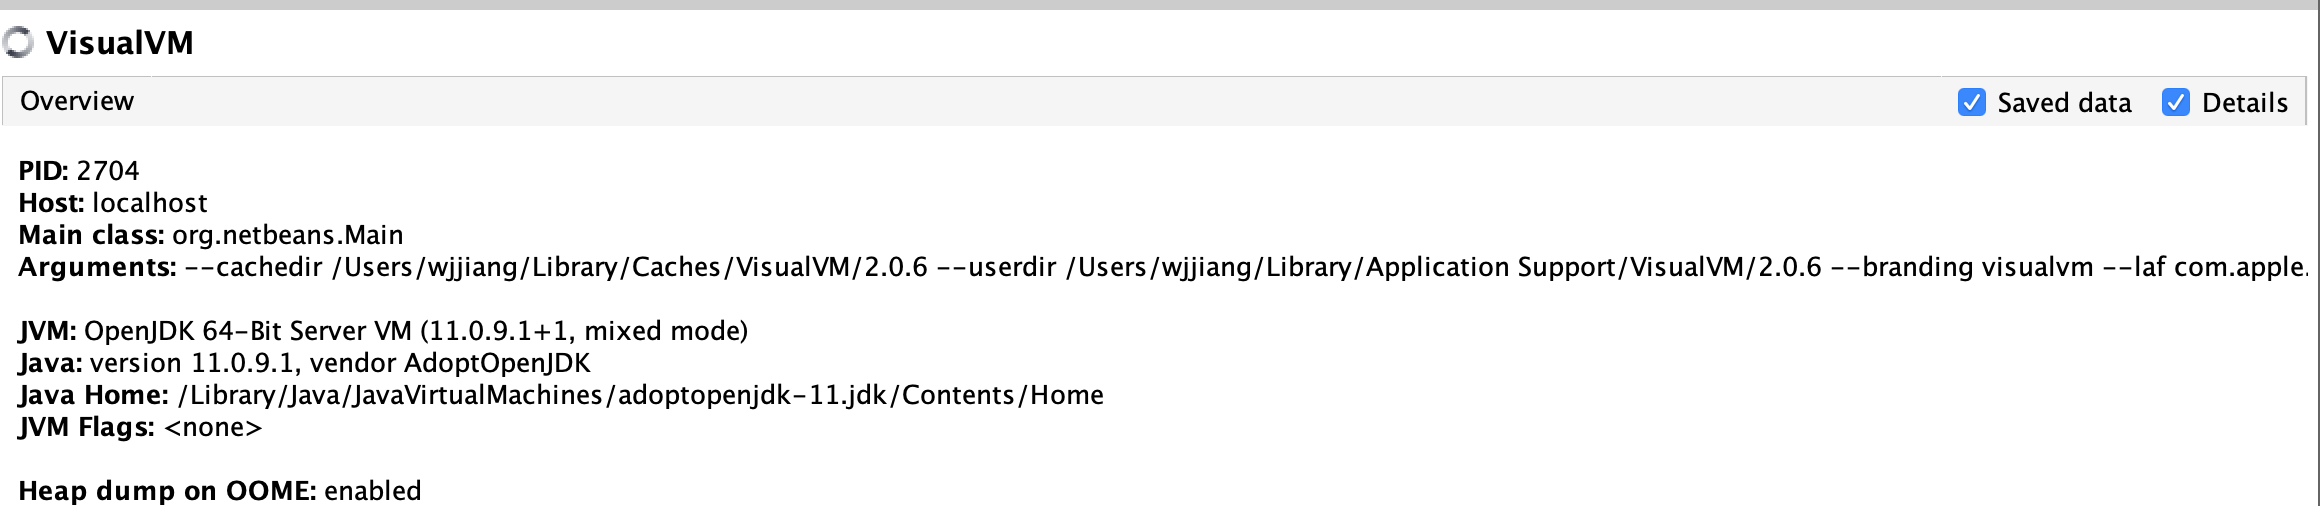 VisualVM
Overview
Saved data
Details
PID: 2704
Host: localhost
Main class: org.netbeans.Main
Arguments: --cachedir /Users/wjjiang/Library/Caches/VisualVM/2.0.6 --userdir /Users/wjjiang/Library/Application Support/VisualVM/2.0.6 --branding visualvm --laf com.apple.
JVM: OpenJDK 64-Bit Server VM (11.0.9.1+1, mixed mode)
Java: version 11.0.9.1, vendor AdoptOpenJDK
Java Home: /Library/Java/JavaVirtualMachines/adoptopenjdk-11.jdk/Contents/Home
JVM Flags: <none>
Heap dump on OOME: enabled